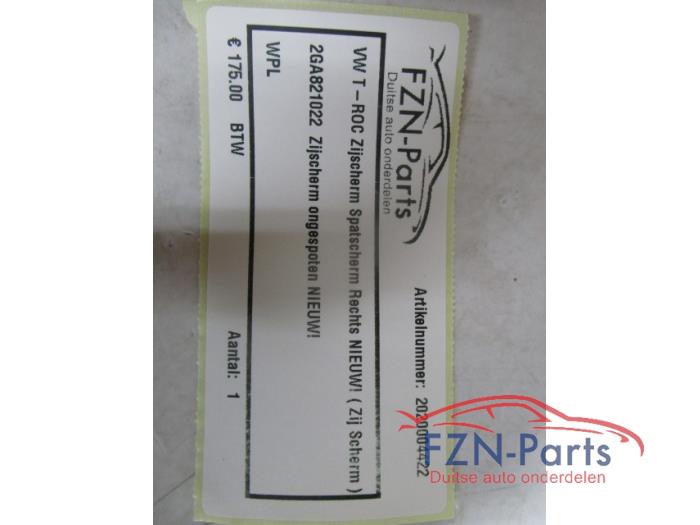 FZN-Parts
Duitse auto onderdelen
Artikelnummer: 2020004422
VW T-ROC Zijscherm Spatscherm Rechts NIEUW! ( Zij Scherm )
2GA821022 Zijscherm ongespoten NIEUW!
WPL
€ 175.00 BTW
Aantal: 1
FZN-Parts
Duitse auto onderdelen